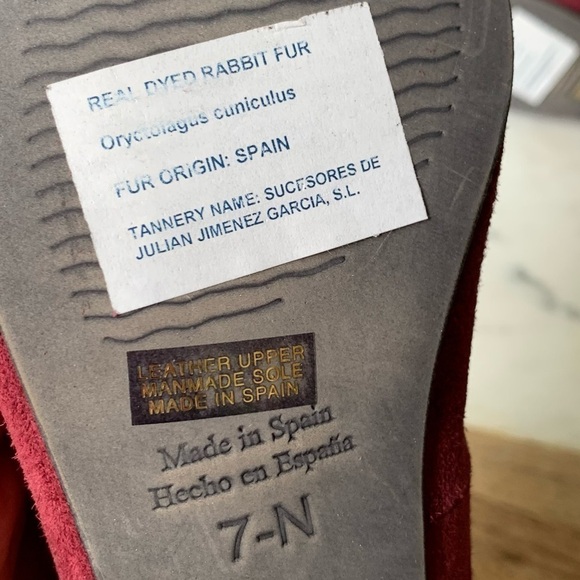 REAL DYED RABBIT FUR
Oryctolagus cuniculus
FUR ORIGIN: SPAIN
TANNERY NAME: SUCESORES DE
JULIAN JIMENEZ GARCIA, S.L.
LEATHER UPPER
MANMADE SOLE
MADE IN SPAIN
Made in Spain
Hecho en España
7-N